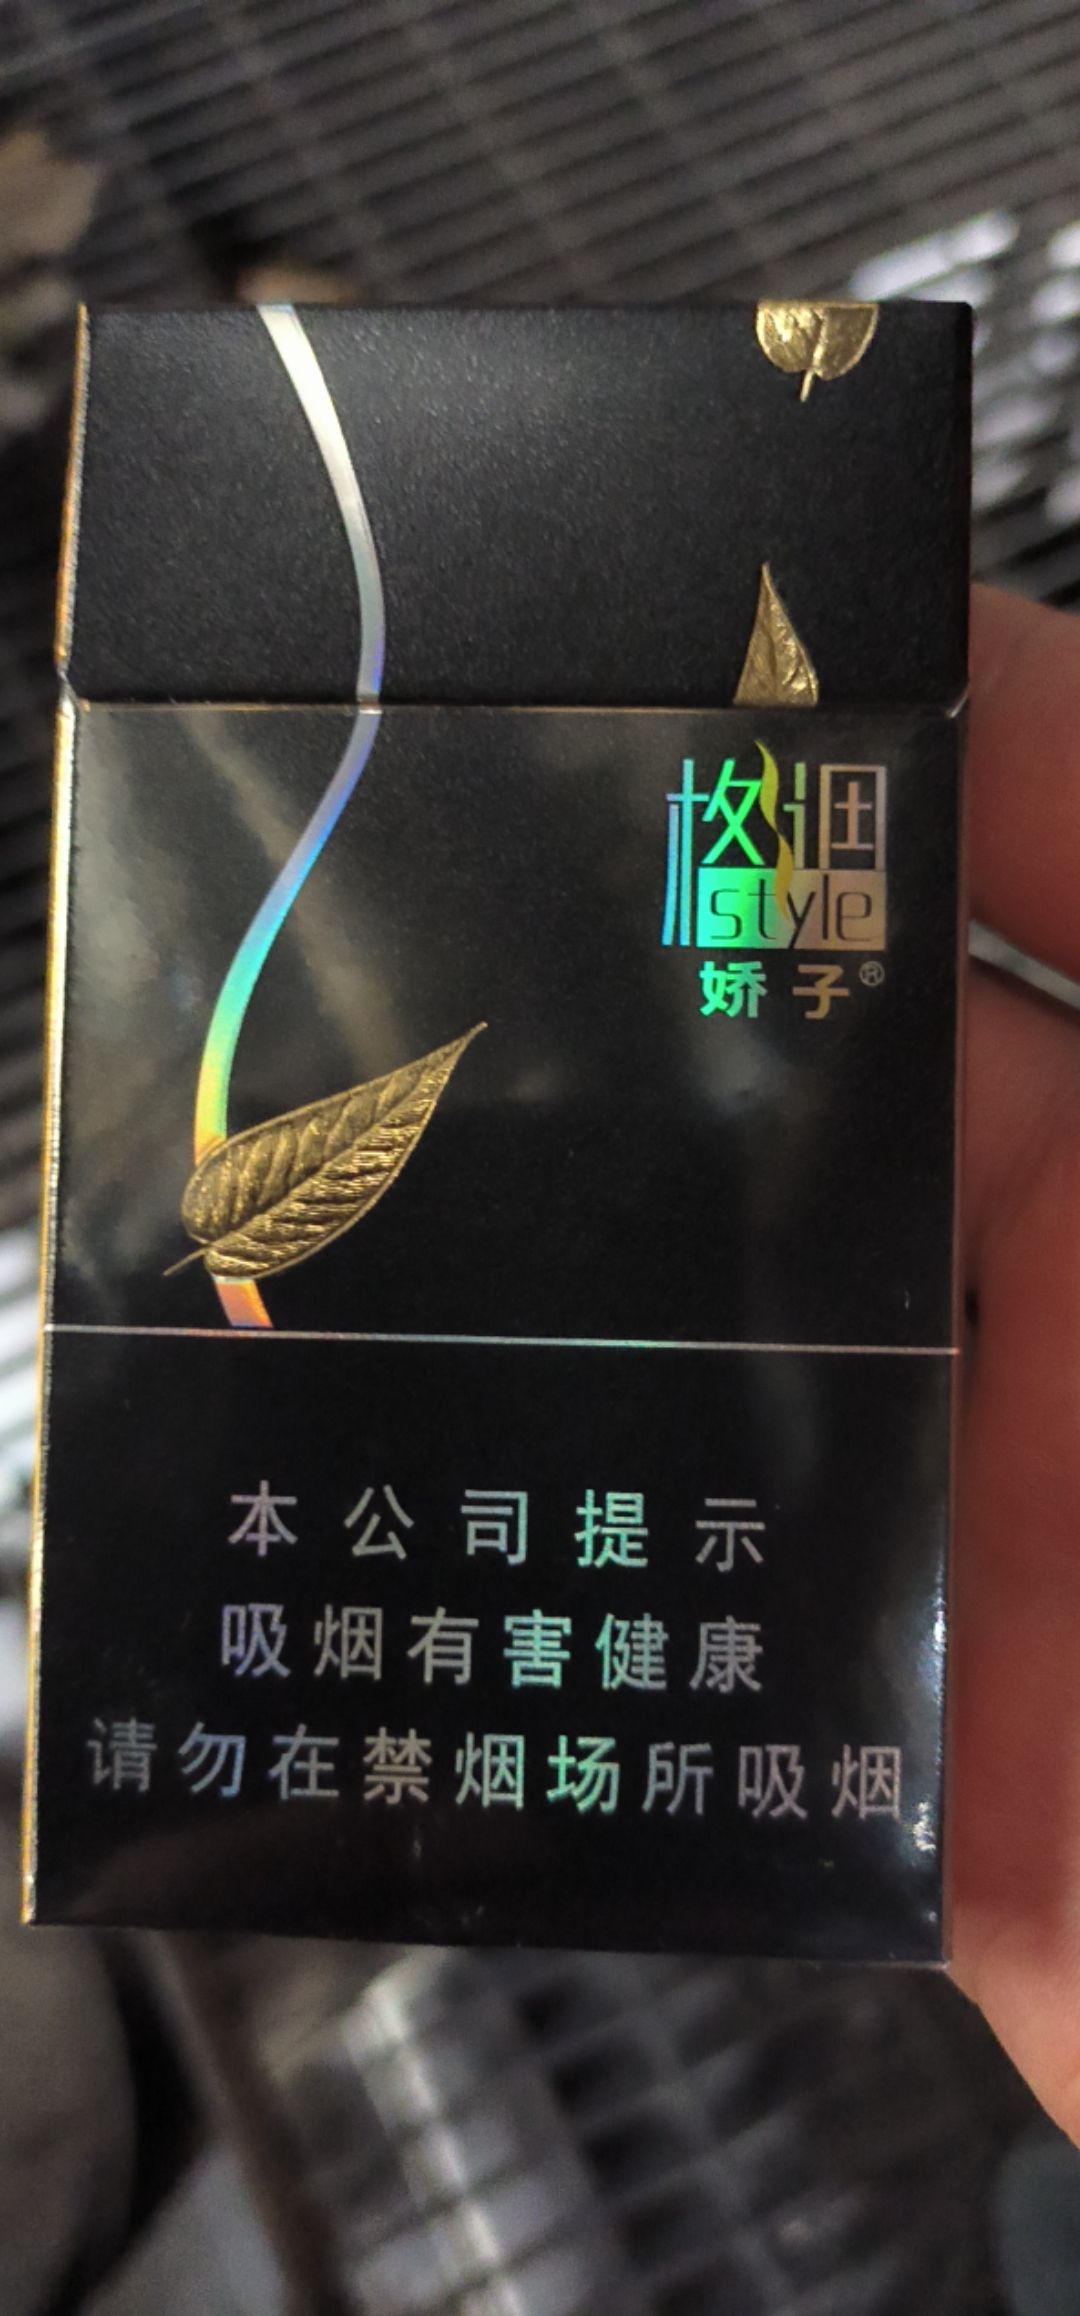 格调
style
娇子®
本公司提示
吸烟有害健康
请勿在禁烟场所吸烟